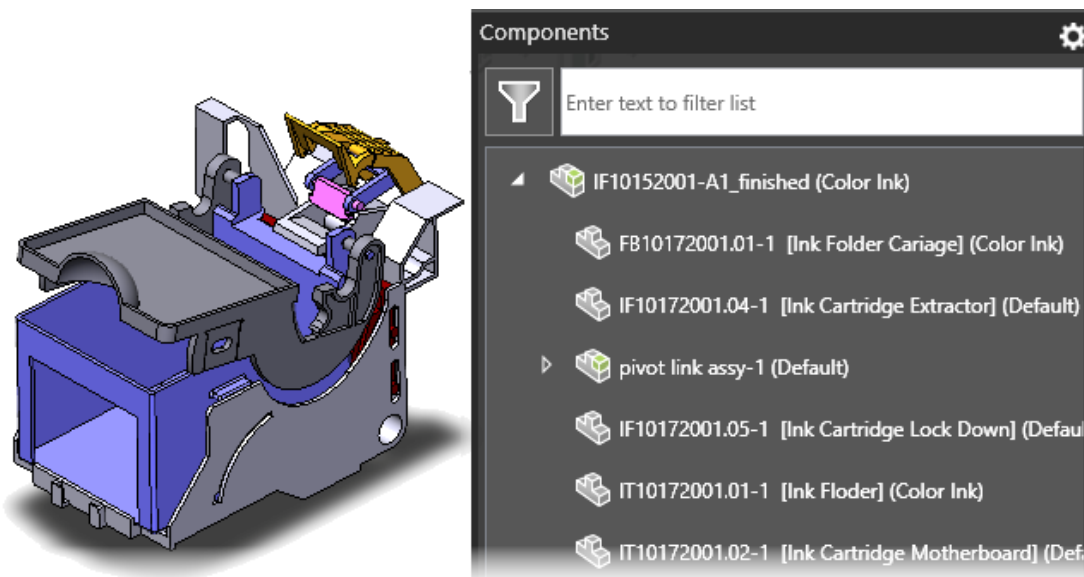 Components
Enter text to filter list
IF10152001-A1_finished (Color Ink)
FB10172001.01-1 [Ink Folder Cariage] (Color Ink)
IF10172001.04-1 [Ink Cartridge Extractor] (Default)
pivot link assy-1 (Default)
IF10172001.05-1 [Ink Cartridge Lock Down] (Defaul
IT10172001.01-1 [Ink Floder] (Color Ink)
IT10172001.02-1 [Ink Cartridge Motherboard] (Defa